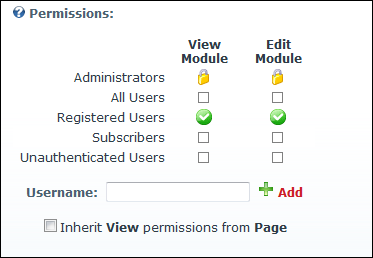 Permissions:
View Module Edit Module
Administrators
All Users
Registered Users
Subscribers
Unauthenticated Users
Username: Add
Inherit View permissions from Page